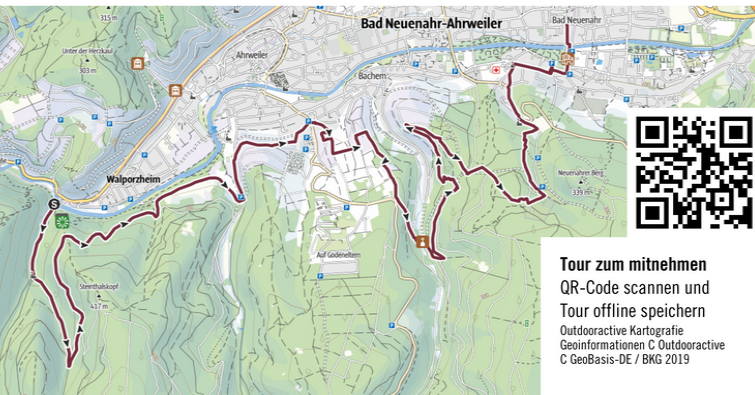 315 m
Bad Neuenahr-Ahrweiler
Bad Neuenahr
Unter der Herzkaul
303 m
Ahrweiler
Bachem
Walporzheim
Neuenahrer Berg
339 m
S
Auf Godeneltern
Steinthalskopf
417 m
Tour zum mitnehmen
QR-Code scannen und
Tour offline speichern
Outdooractive Kartografie
Geoinformationen C Outdooractive
C GeoBasis-DE / BKG 2019